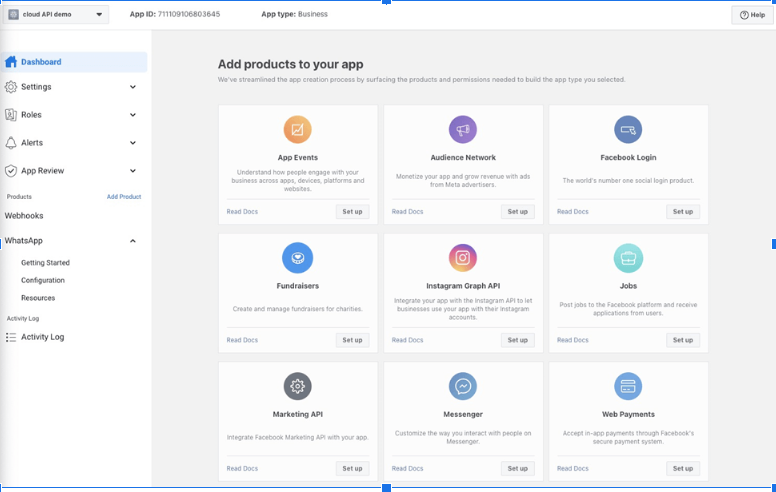 cloud API demo
App ID: 711109106803645
App type: Business
Help
Dashboard
Settings
Roles
Alerts
App Review
Products
Add Product
Webhooks
WhatsApp
Getting Started
Configuration
Resources
Activity Log
Activity Log
Add products to your app
We've streamlined the app creation process by surfacing the products and permissions needed to build the app type you selected.
App Events
Understand how people engage with your
business across apps, devices, platforms and
websites.
Read Docs
Set up
Audience Network
Monetize your app and grow revenue with ads
from Meta advertisers.
Read Docs
Set up
Facebook Login
The world's number one social login product.
Read Docs
Set up
Fundraisers
Create and manage fundraisers for charities.
Read Docs
Set up
Instagram Graph API
Integrate your app with the Instagram API to let
businesses use your app with their Instagram
accounts.
Read Docs
Set up
Jobs
Post jobs to the Facebook platform and receive
applications from users.
Read Docs
Set up
Marketing API
Integrate Facebook Marketing API with your app.
Read Docs
Set up
Messenger
Customize the way you interact with people on
Messenger.
Read Docs
Set up
Web Payments
Accept in-app payments through Facebook's
secure payment system.
Read Docs
Set up